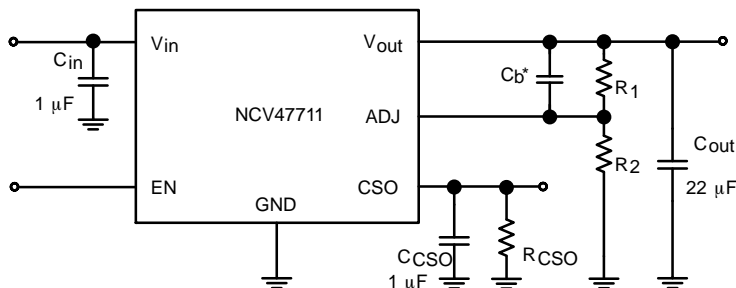 Vin
Vout
Cin
1 μF
Cb*
R1
NCV47711
ADJ
Cout
22 μF
R2
EN
CSO
GND
CCSO
1 μF
RCSO